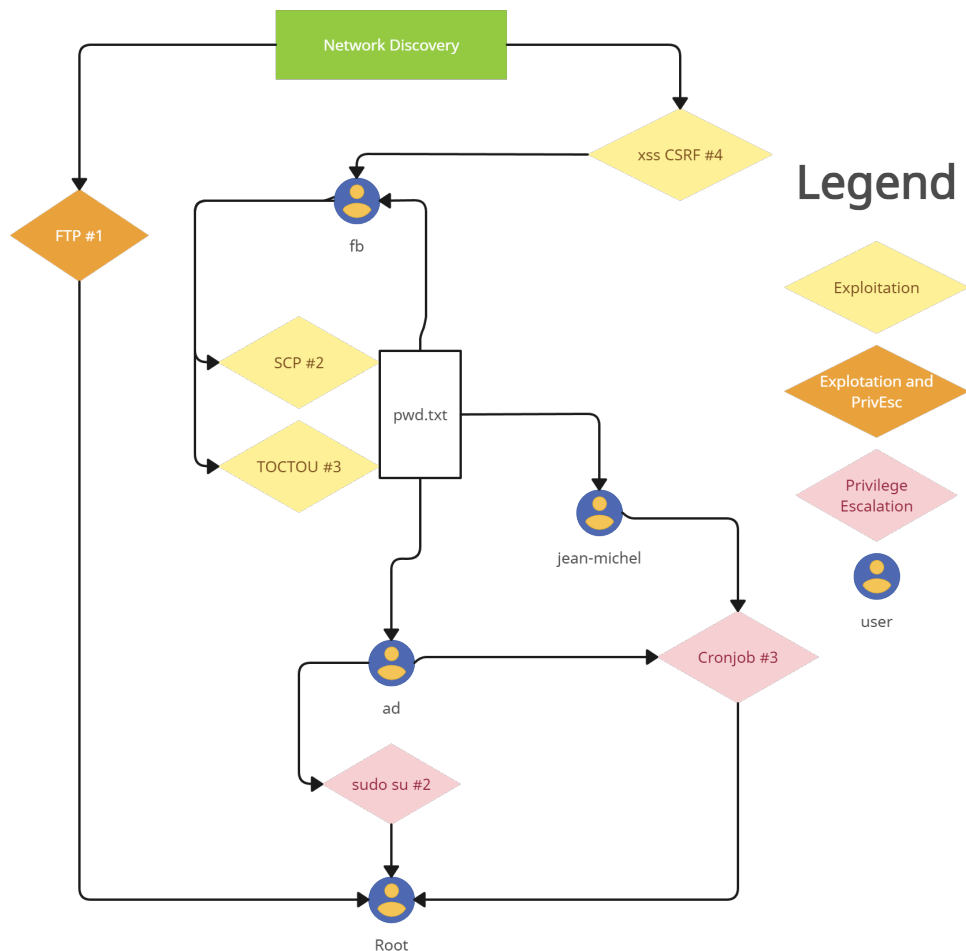 Network Discovery
xss CSRF #4
Legend
FTP #1
fb
Exploitation
SCP #2
Explotation and
PrivEsc
pwd.txt
TOCTOU #3
Privilege
Escalation
jean-michel
user
Cronjob #3
ad
sudo su #2
Root